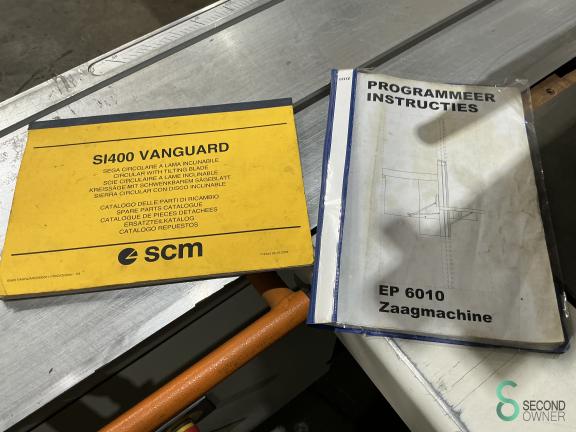 SI400 VANGUARD
SEGA CIRCOLARE A LAMA INCLINABILE
CIRCULAR WITH TILTING BLADE
SCIE CIRCULAIRE A LAME INCLINABLE
KREISSÄGE MIT SCHWENKBAREM SÄGEBLATT
SIERRA CIRCULAR CON DISCO INCLINABLE
CATALOGO DELLE PARTI DI RICAMBIO
SPARE PARTS CATALOGUE
CATALOGUE DE PIECES DETACHEES
ERSATZTEILKATALOG
CATALOGO REPUESTOS
scm
PROGRAMMEER
INSTRUCTIES
EP 6010
Zaagmachine
SECOND
OWNER